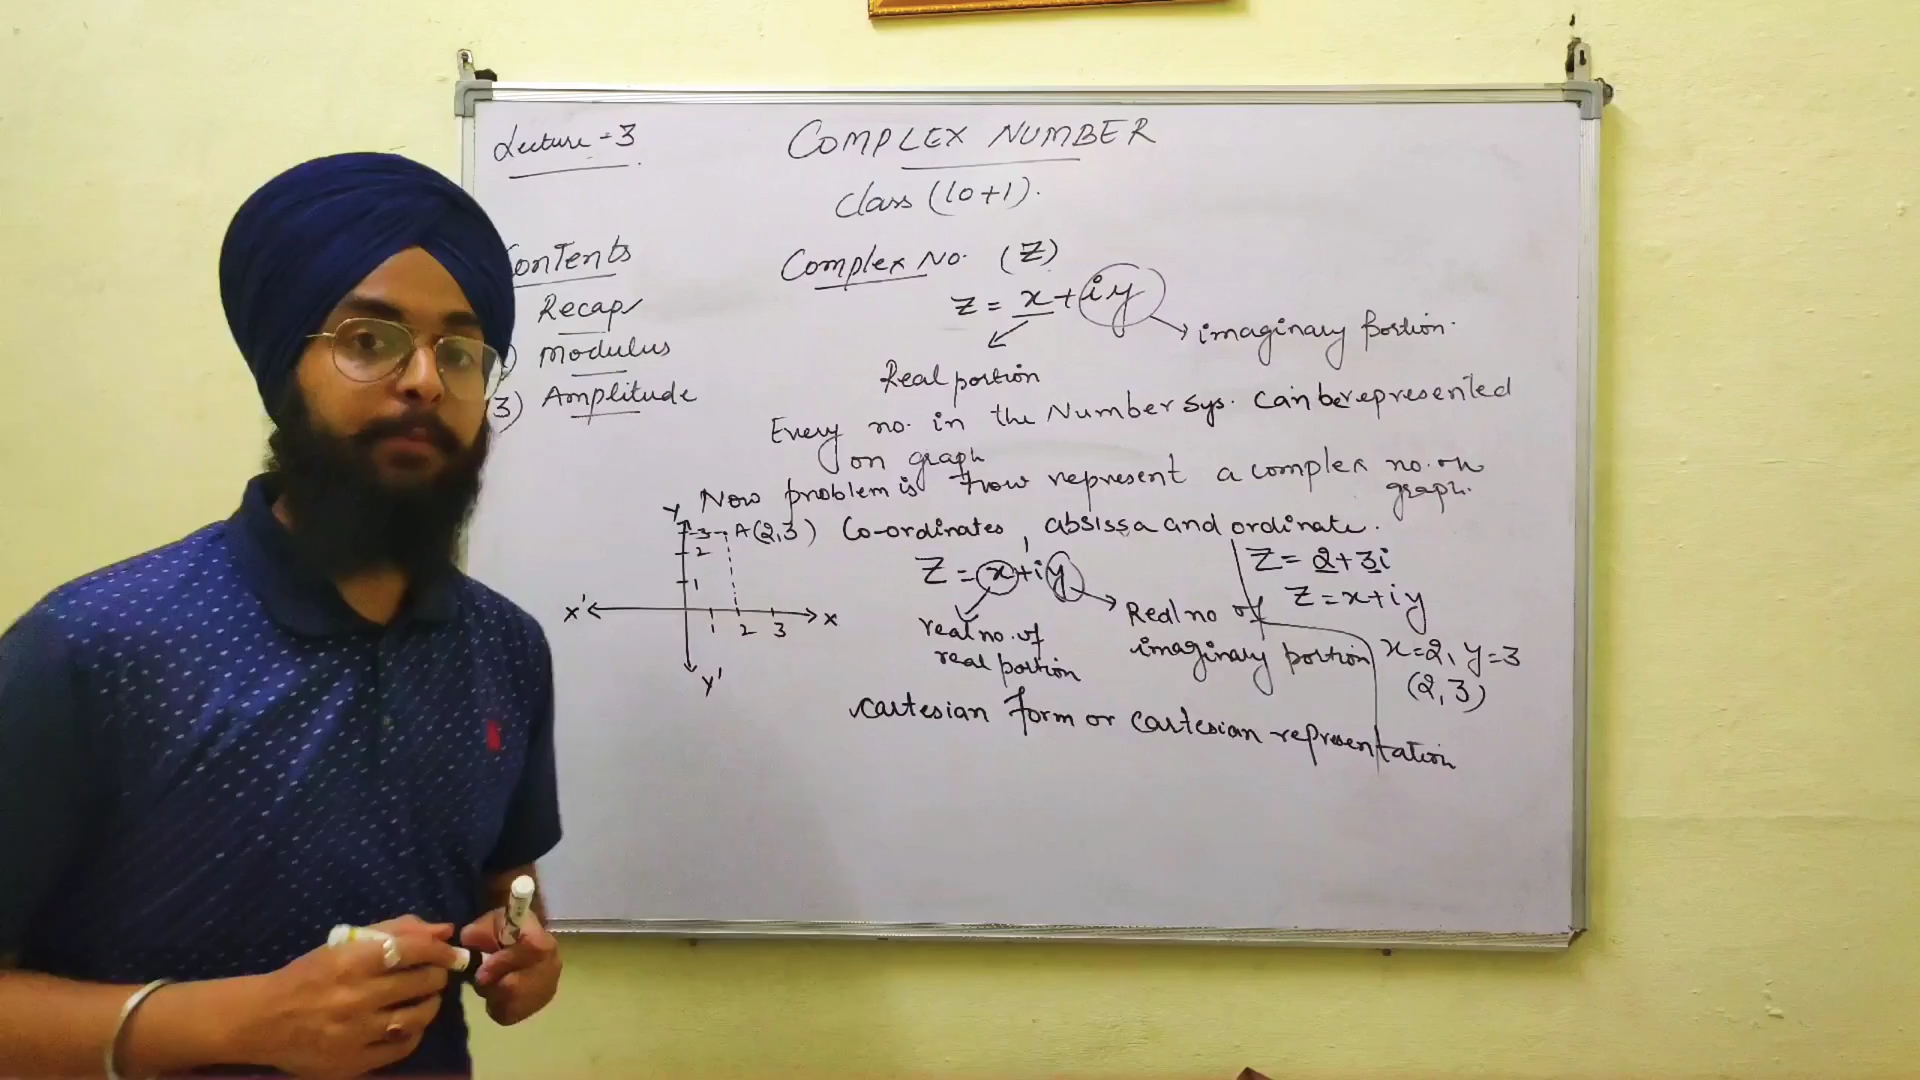 Lecture - 3
COMPLEX NUMBER
Class (10+1).
Contents
Recap
Modulus
3) Amplitude
Complex No. (Z)
Z = x + iy
imaginary portion.
Real portion
Every no. in the Number sys. Can be represented
on graph
Now problem is how represent a complex no. on
graph.
Co-ordinates, absissa and ordinate.
Y
3
2
1
A(2,3)
X'
1 2 3
X
Y'
Z = x + iy
real no. of
real portion
Real no of
imaginary portion
Z = 2 + 3i
Z = x + iy
x = 2, y = 3
(2, 3)
cartesian form or cartesian representation